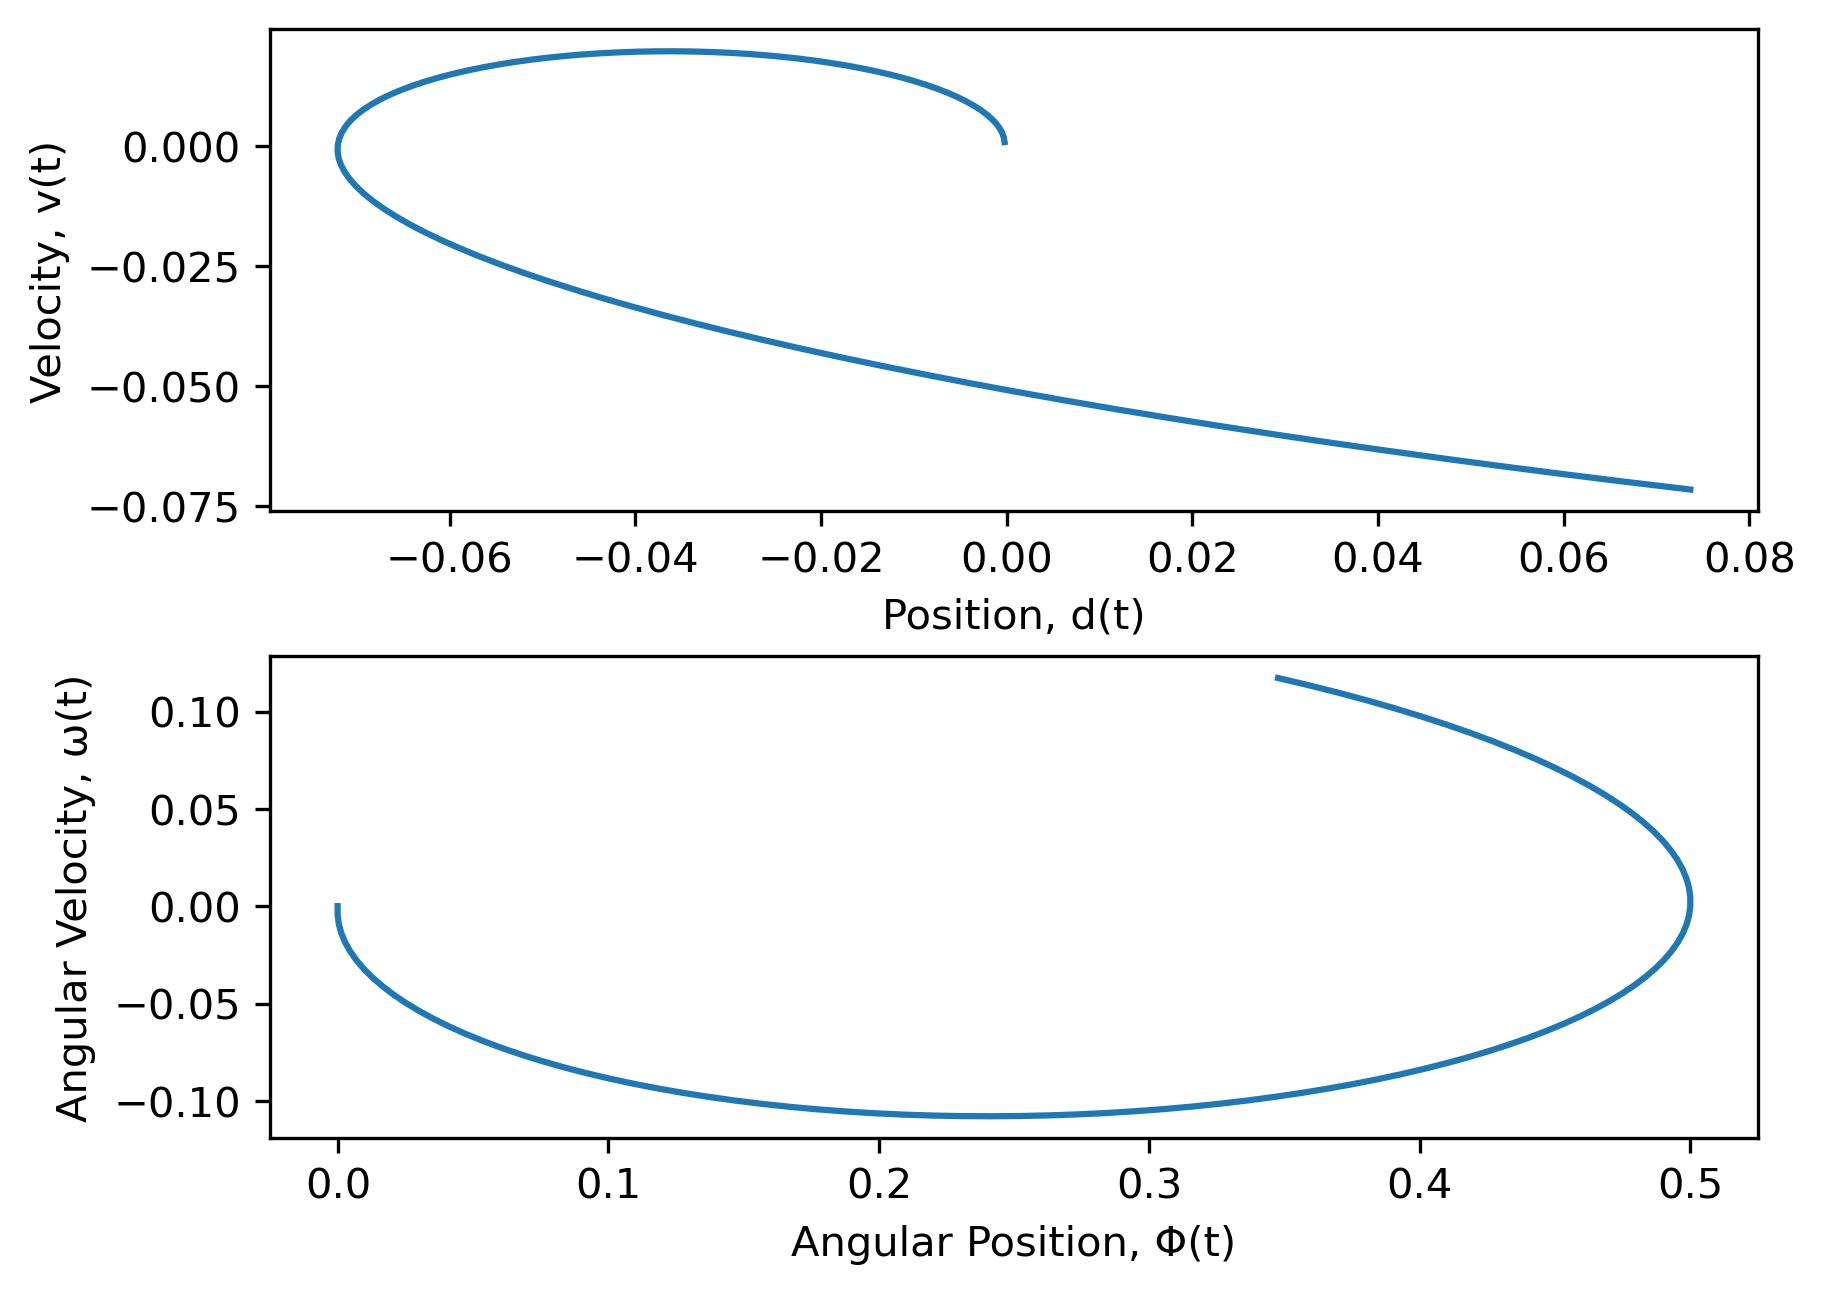 Velocity, v(t)
0.000
−0.025
−0.050
−0.075
−0.06 −0.04 −0.02 0.00 0.02 0.04 0.06 0.08
Position, d(t)
Angular Velocity, ω(t)
0.10
0.05
0.00
−0.05
−0.10
0.0 0.1 0.2 0.3 0.4 0.5
Angular Position, Φ(t)